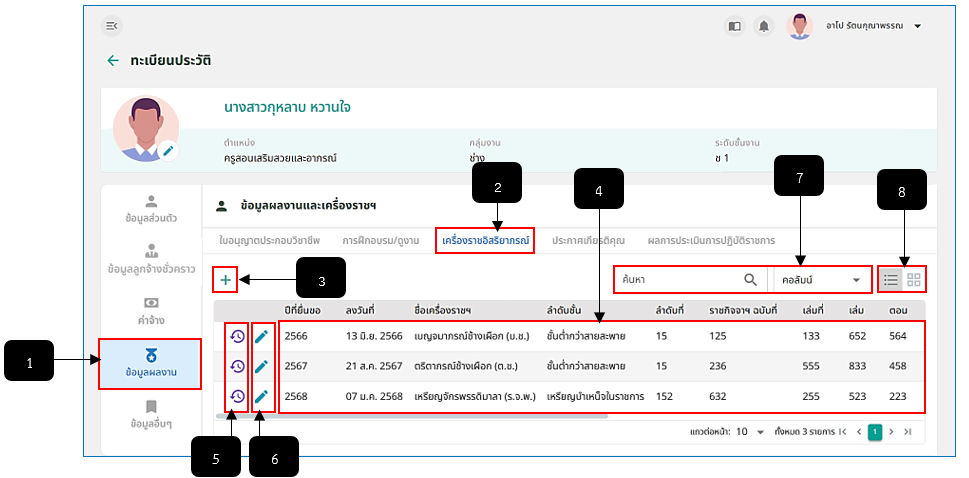 อาโป รัตนกุณาพรรณ
ทะเบียนประวัติ
นางสาวกุหลาบ หวานใจ
ตำแหน่ง กลุ่มงาน ระดับชั้นงาน
ครูสอนเสริมสวยและอาภรณ์ ช่าง ช 1
2
4
7
8
ข้อมูลส่วนตัว
ข้อมูลลูกจ้างชั่วคราว
ค่าจ้าง
1
ข้อมูลผลงาน
ข้อมูลอื่นๆ
ข้อมูลผลงานและเครื่องราชฯ
ใบอนุญาตประกอบวิชาชีพ การฝึกอบรม/ดูงาน เครื่องราชอิสริยาภรณ์ ประกาศเกียรติคุณ ผลการประเมินการปฏิบัติราชการ
3
ค้นหา คอลัมน์
ปีที่ยื่นขอ ลงวันที่ ชื่อเครื่องราชฯ ลำดับชั้น ลำดับที่ ราชกิจจาฯ ฉบับที่ เล่มที่ เล่ม ตอน
2566 13 มิ.ย. 2566 เบญจมาภรณ์ช้างเผือก (บ.ช.) ชั้นต่ำกว่าสายสะพาย 15 125 133 652 564
2567 21 ส.ค. 2567 ตริตาภรณ์ช้างเผือก (ต.ช.) ชั้นต่ำกว่าสายสะพาย 15 236 555 833 458
2568 07 ม.ค. 2568 เหรียญจักรพรรดิมาลา (ร.จ.พ.) เหรียญบำเหน็จในราชการ 152 632 255 523 223
แถวต่อหน้า: 10 ทั้งหมด 3 รายการ 1
5
6